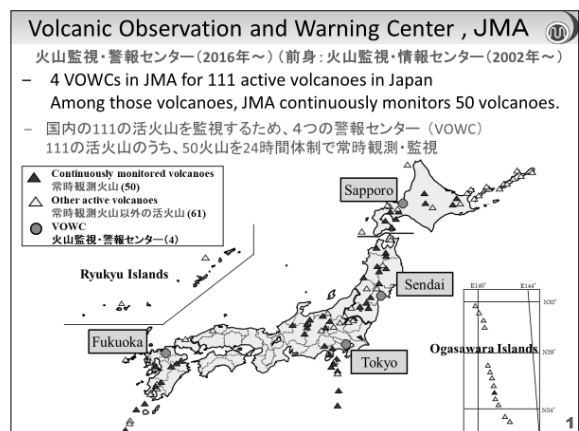 Volcanic Observation and Warning Center , JMA
火山監視・警報センター(2016年~) (前身:火山監視・情報センター(2002年~)
– 4 VOWCs in JMA for 111 active volcanoes in Japan
Among those volcanoes, JMA continuously monitors 50 volcanoes.
– 国内の111の活火山を監視するため、4つの警報センター (VOWC)
111の活火山のうち、50火山を24時間体制で常時観測・監視
Continuously monitored volcanoes
常時観測火山 (50)
Other active volcanoes
常時観測火山以外の活火山 (61)
VOWC
火山監視・警報センター (4)
Sapporo
Ryukyu Islands
Sendai
E140°
E144°
N32°
Fukuoka
Ogasawara Islands
N28°
Tokyo
N24°
1